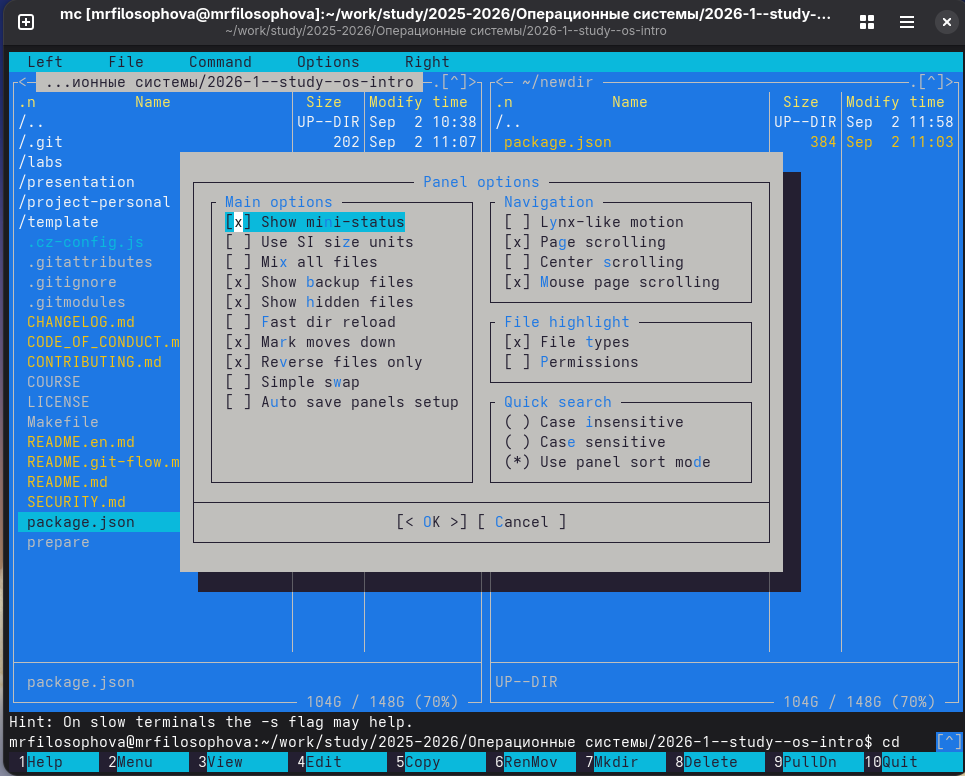 mc [mrfilosophova@mrfilosophova]:~/work/study/2025-2026/Операционные системы/2026-1--study-...
~/work/study/2025-2026/Операционные системы/2026-1--study--os-intro
Left File Command Options Right
<— ...ионные системы/2026-1--study--os-intro —.[^]>
.n Name Size Modify time
/.. UP--DIR Sep 2 10:38
/.git 202 Sep 2 11:07
/labs
/presentation
/project-personal
/template
.cz-config.js
.gitattributes
.gitignore
.gitmodules
CHANGELOG.md
CODE_OF_CONDUCT.m
CONTRIBUTING.md
COURSE
LICENSE
Makefile
README.en.md
README.git-flow.m
README.md
SECURITY.md
package.json
prepare
package.json
104G / 148G (70%)
<— ~/newdir .[^]>
.n Name Size Modify time
/.. UP--DIR Sep 2 11:58
package.json 384 Sep 2 11:03
UP--DIR
104G / 148G (70%)
Panel options
Main options
[x] Show mini-status
[ ] Use SI size units
[ ] Mix all files
[x] Show backup files
[x] Show hidden files
[ ] Fast dir reload
[x] Mark moves down
[x] Reverse files only
[ ] Simple swap
[ ] Auto save panels setup
Navigation
[ ] Lynx-like motion
[x] Page scrolling
[ ] Center scrolling
[x] Mouse page scrolling
File highlight
[x] File types
[ ] Permissions
Quick search
( ) Case insensitive
( ) Case sensitive
(*) Use panel sort mode
[< OK >] [ Cancel ]
Hint: On slow terminals the -s flag may help.
mrfilosophova@mrfilosophova:~/work/study/2025-2026/Операционные системы/2026-1--study--os-intro$ cd [^]
1Help 2Menu 3View 4Edit 5Copy 6RenMov 7Mkdir 8Delete 9PullDn 10Quit